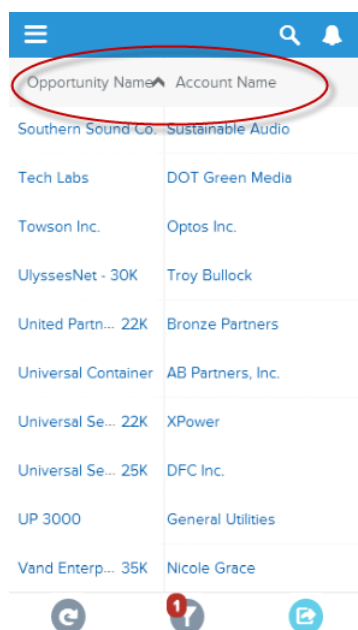 Opportunity Name Account Name
Southern Sound Co. Sustainable Audio
Tech Labs DOT Green Media
Towson Inc. Optos Inc.
UlyssesNet - 30K Troy Bullock
United Partn... 22K Bronze Partners
Universal Container AB Partners, Inc.
Universal Se... 22K XPower
Universal Se... 25K DFC Inc.
UP 3000 General Utilities
Vand Enterp... 35K Nicole Grace
1